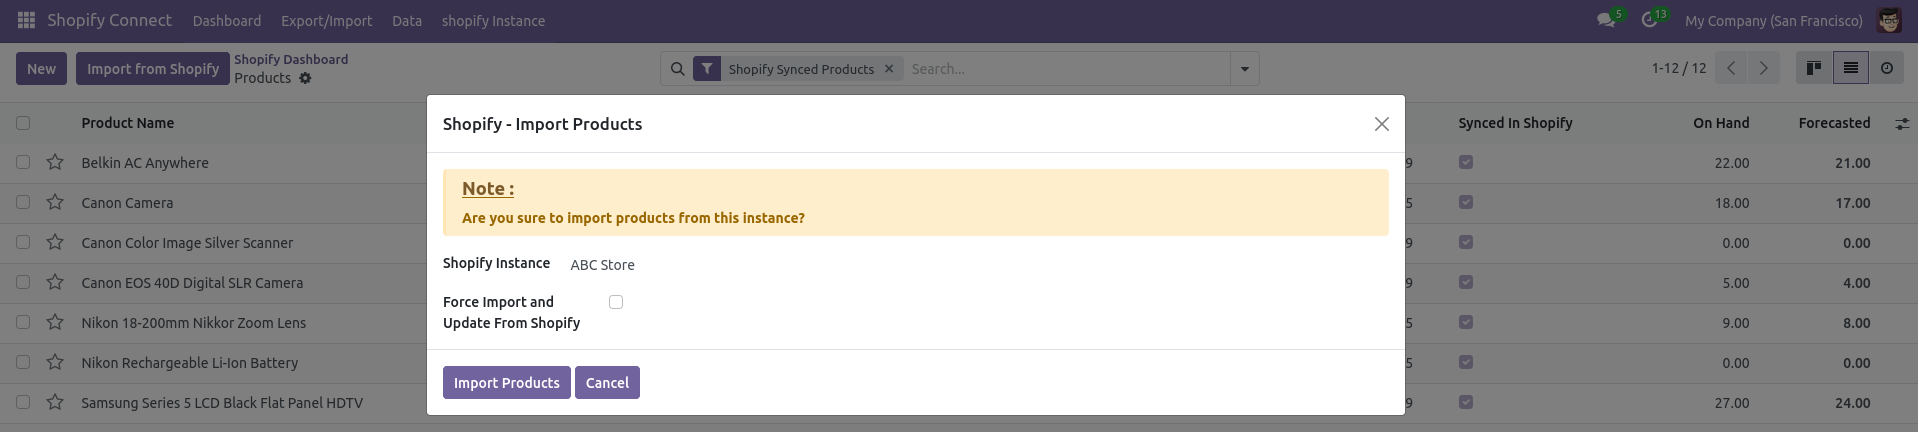 Shopify Connect Dashboard Export/Import Data shopify Instance 5 13 My Company (San Francisco)
New Import from Shopify Shopify Dashboard
Products
Shopify Synced Products × Search... 1-12 / 12
Shopify - Import Products
Note :
Are you sure to import products from this instance?
Shopify Instance ABC Store
Force Import and
Update From Shopify
Import Products Cancel
Product Name Synced In Shopify On Hand Forecasted
Belkin AC Anywhere 9 22.00 21.00
Canon Camera 5 18.00 17.00
Canon Color Image Silver Scanner 9 0.00 0.00
Canon EOS 40D Digital SLR Camera 9 5.00 4.00
Nikon 18-200mm Nikkor Zoom Lens 5 9.00 8.00
Nikon Rechargeable Li-Ion Battery 5 0.00 0.00
Samsung Series 5 LCD Black Flat Panel HDTV 9 27.00 24.00